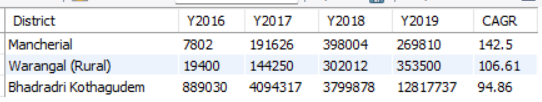 District Y2016 Y2017 Y2018 Y2019 CAGR
Mancherial 7802 191626 398004 269810 142.5
Warangal (Rural) 19400 144250 302012 353500 106.61
Bhadradri Kothagudem 889030 4094317 3799878 12817737 94.86